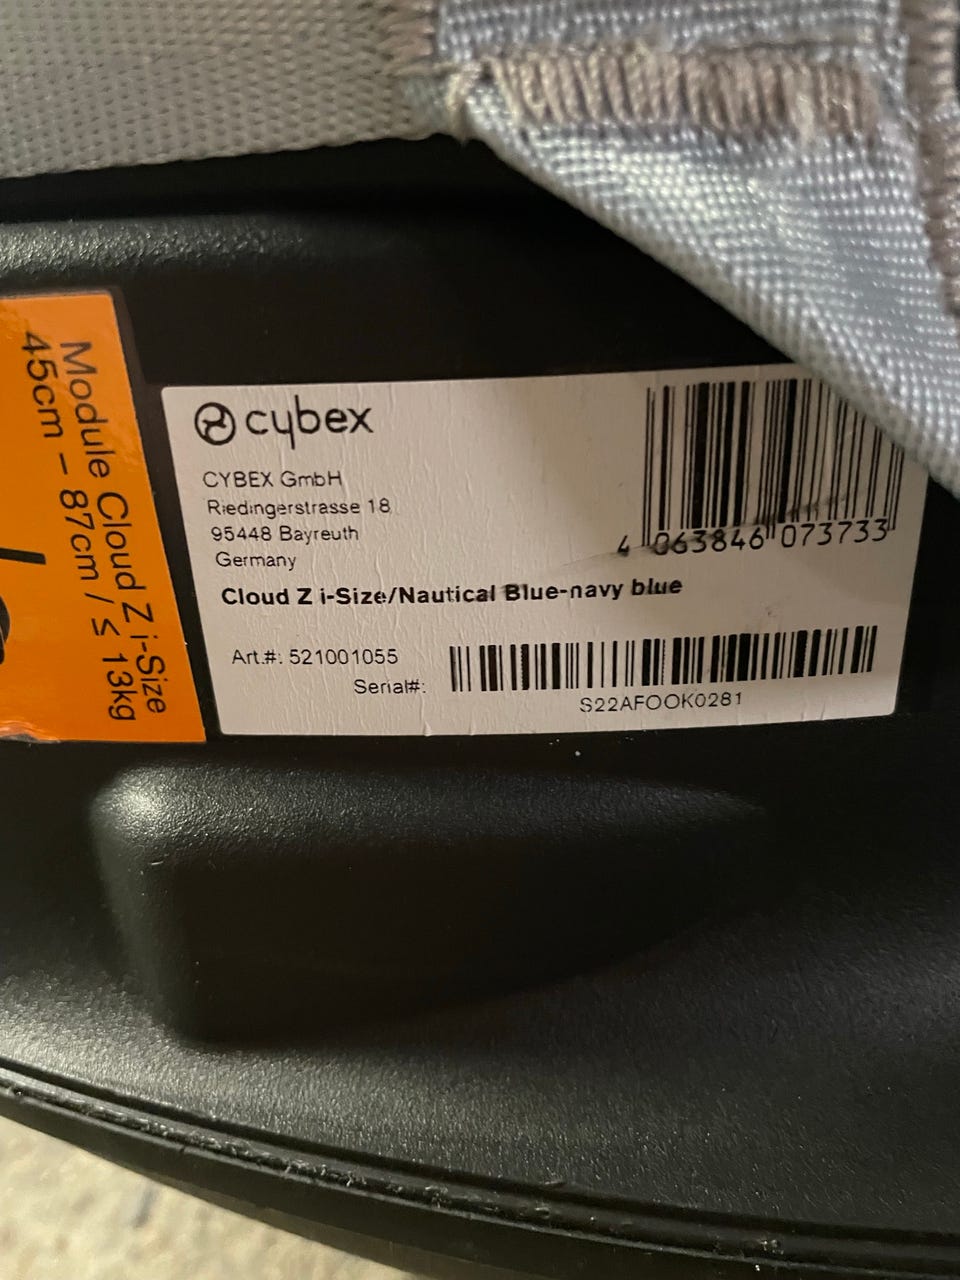 Module Cloud Z i-Size
45cm – 87cm / ≤ 13kg
cybex
CYBEX GmbH
Riedingerstrasse 18
95448 Bayreuth
Germany
4 063846 073733
Cloud Z i-Size/Nautical Blue-navy blue
Art.#: 521001055
Serial#:
S22AFOOK0281